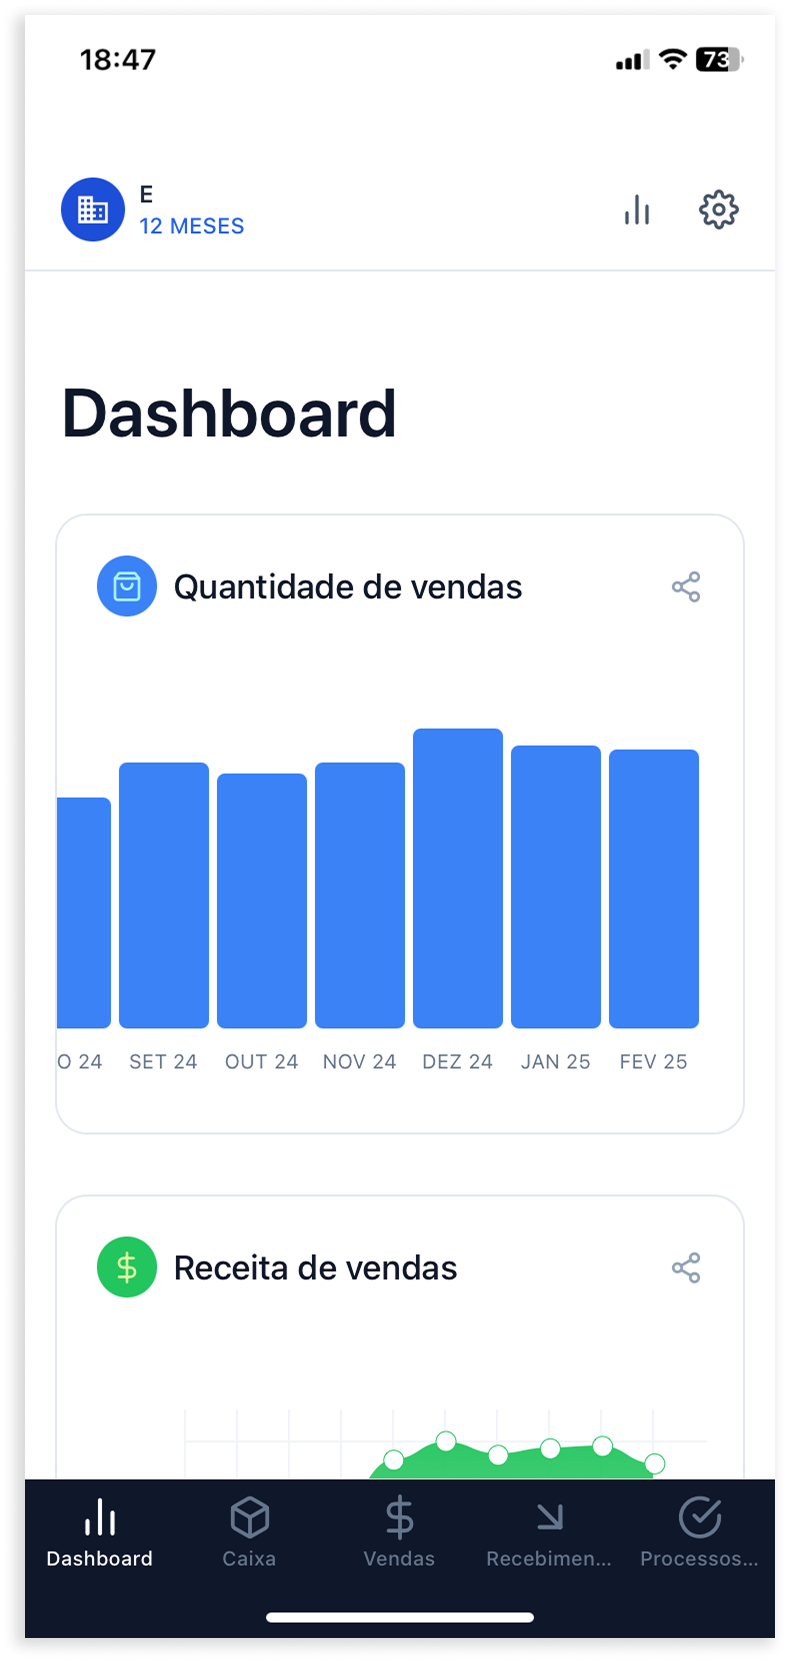 18:47
73
E
12 MESES
Dashboard
Quantidade de vendas
O 24 SET 24 OUT 24 NOV 24 DEZ 24 JAN 25 FEV 25
Receita de vendas
Dashboard Caixa Vendas Recebimen... Processos...